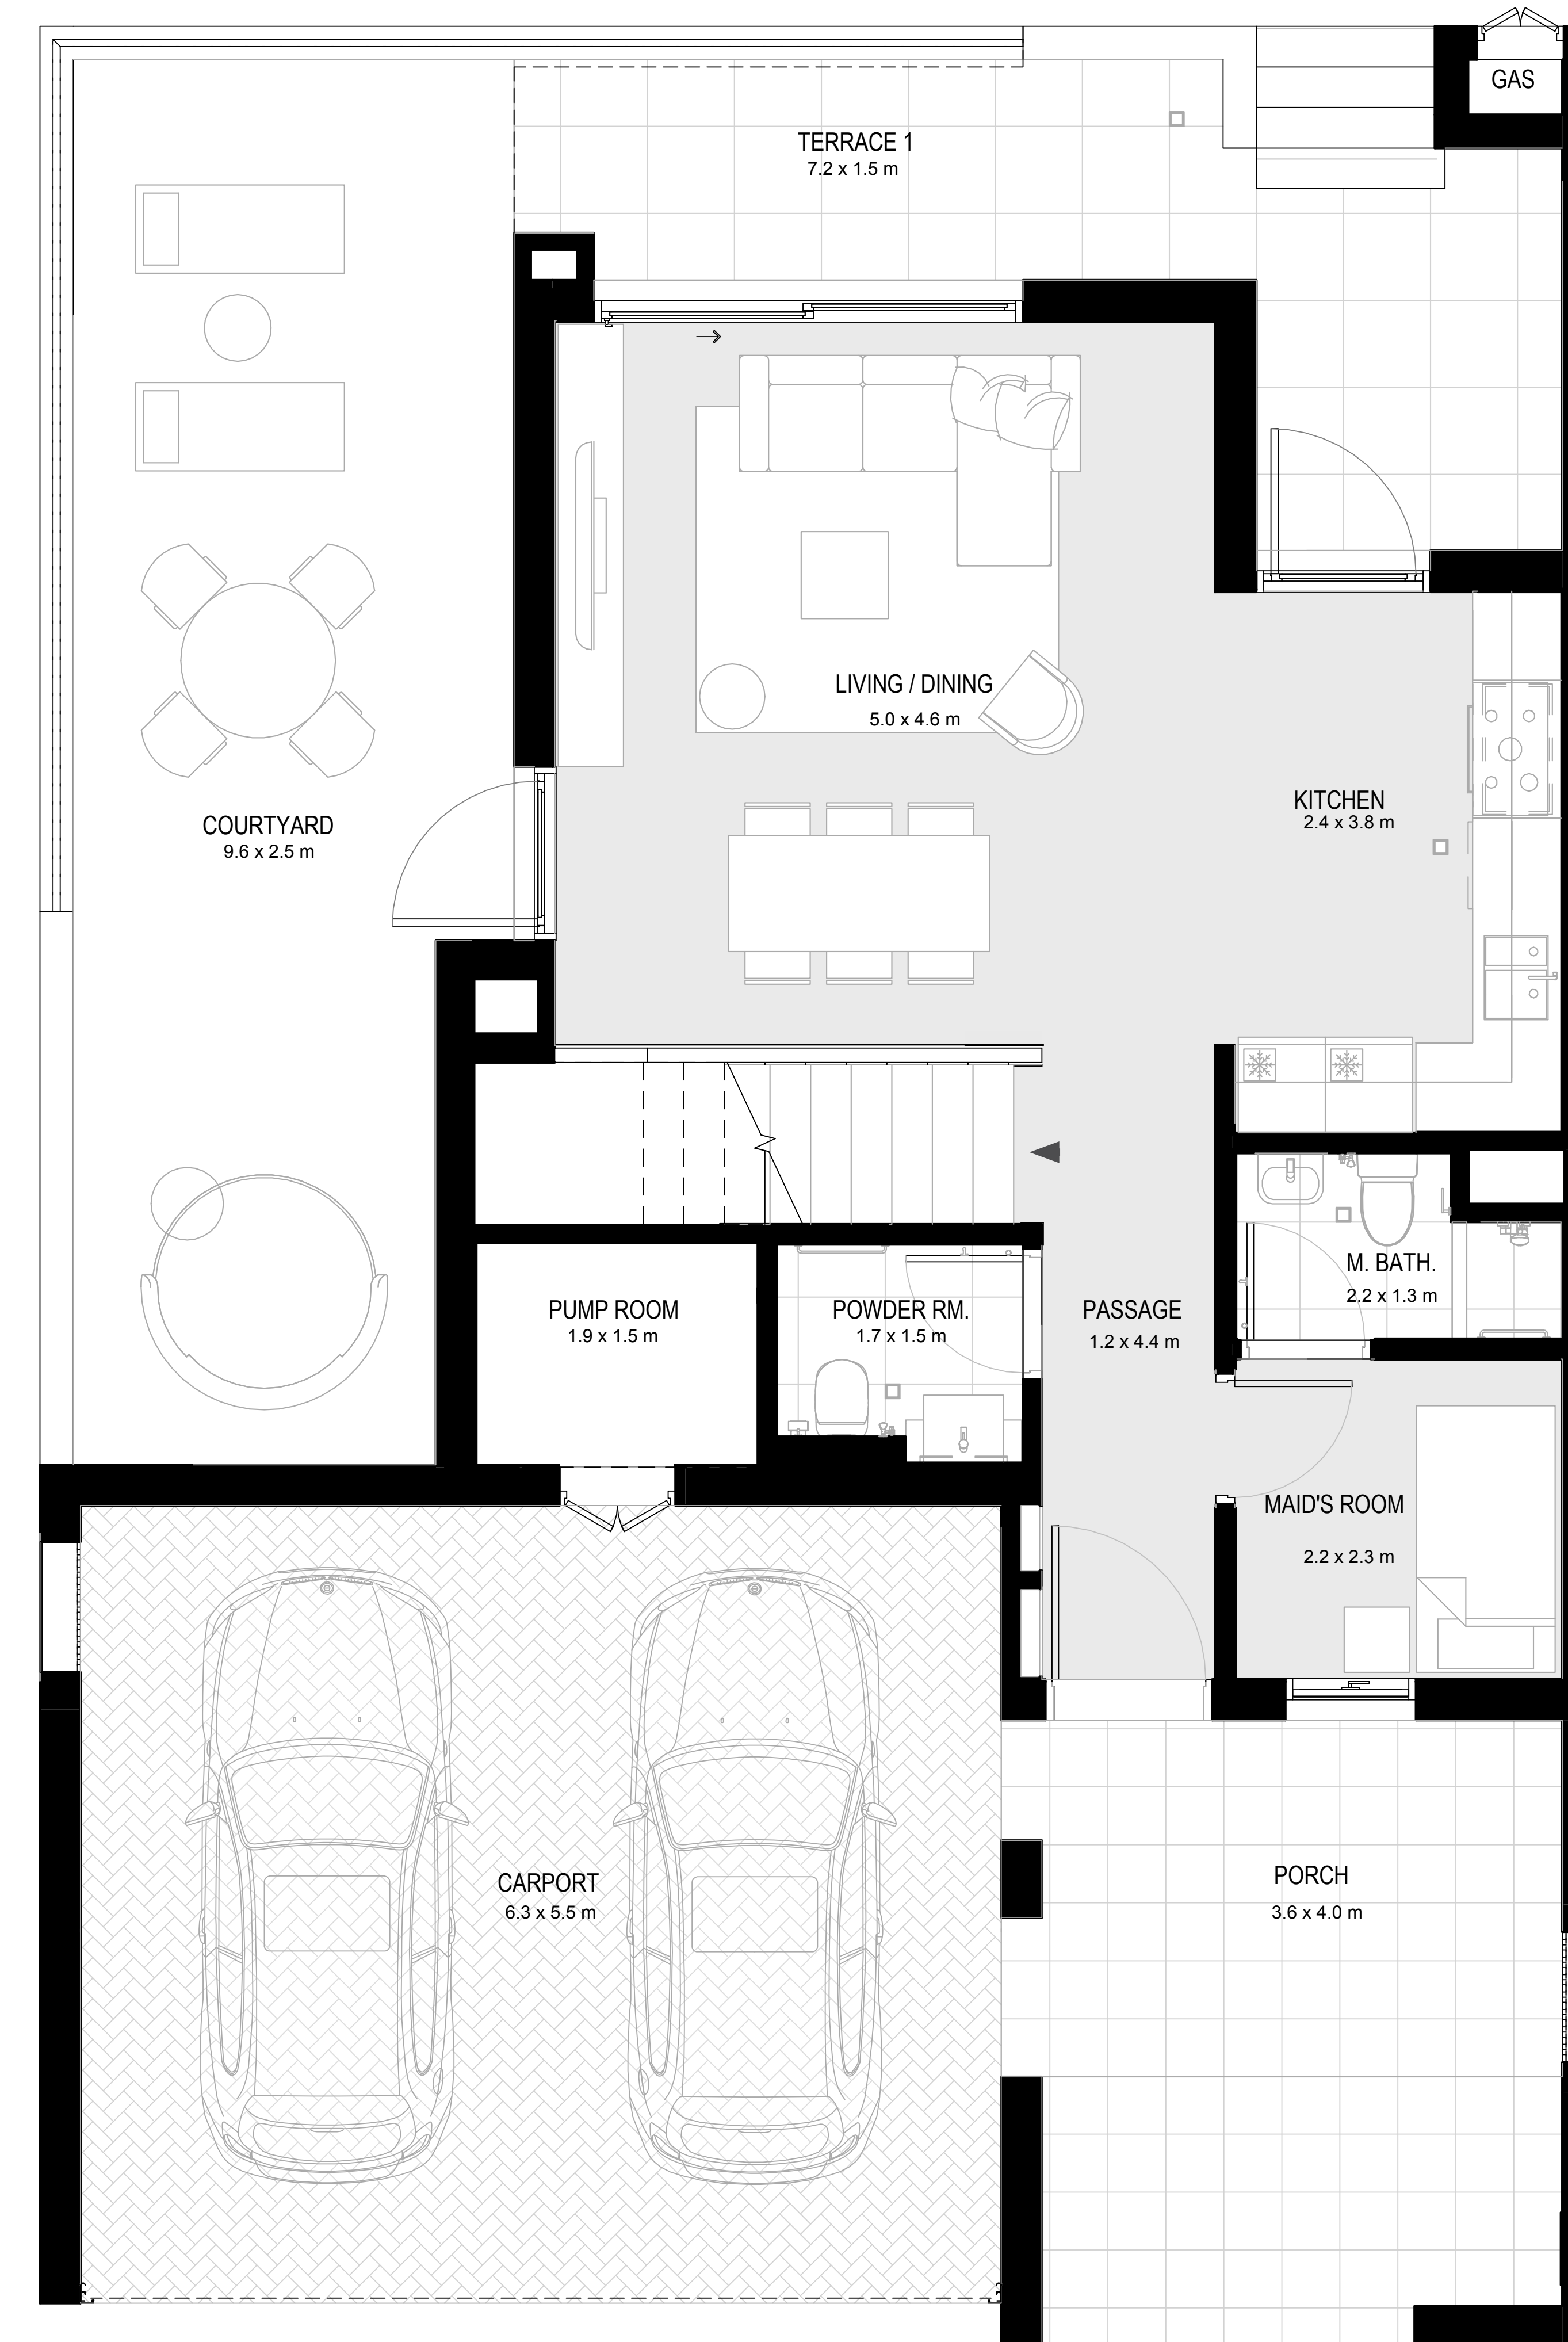 GAS
TERRACE 1
7.2 x 1.5 m
LIVING / DINING
5.0 x 4.6 m
KITCHEN
2.4 x 3.8 m
COURTYARD
9.6 x 2.5 m
M. BATH.
2.2 x 1.3 m
PUMP ROOM
1.9 x 1.5 m
POWDER RM.
1.7 x 1.5 m
PASSAGE
1.2 x 4.4 m
MAID'S ROOM
2.2 x 2.3 m
CARPORT
6.3 x 5.5 m
PORCH
3.6 x 4.0 m